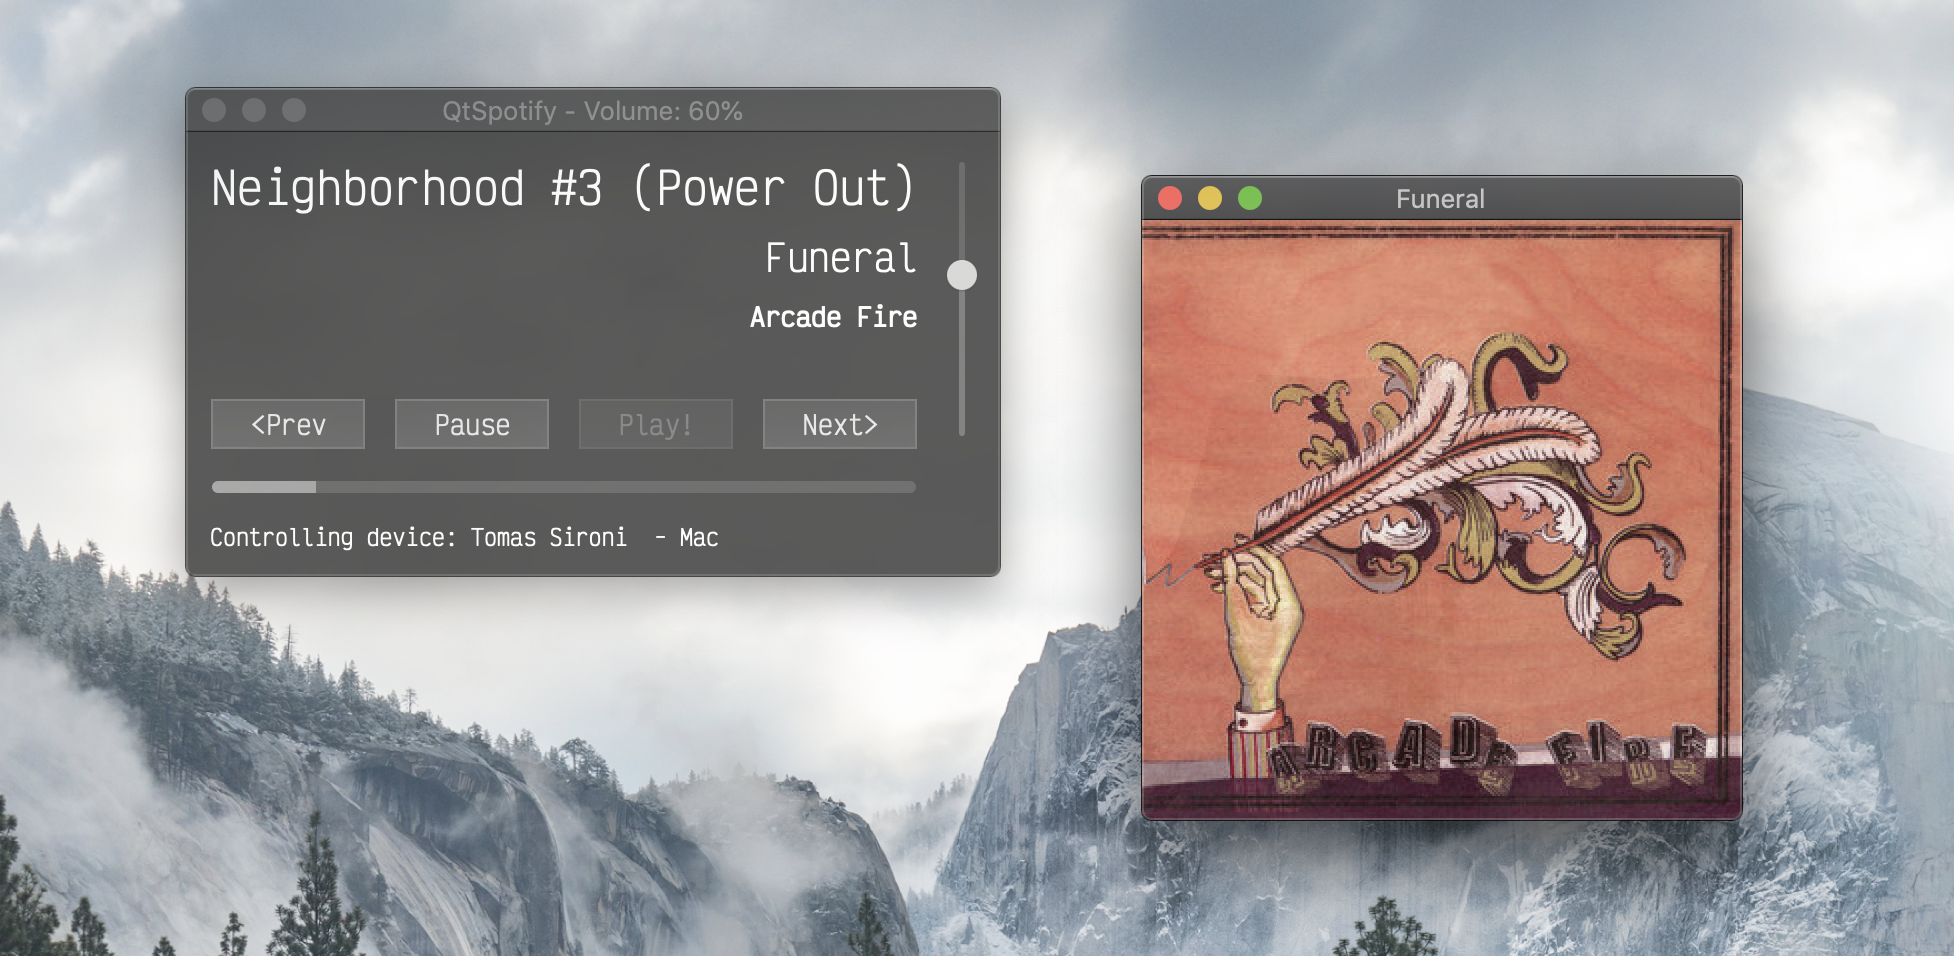 QtSpotify - Volume: 60%
Neighborhood #3 (Power Out)
Funeral
Arcade Fire
<Prev
Pause
Play!
Next>
Controlling device: Tomas Sironi  - Mac
Funeral
ARCADE FIRE